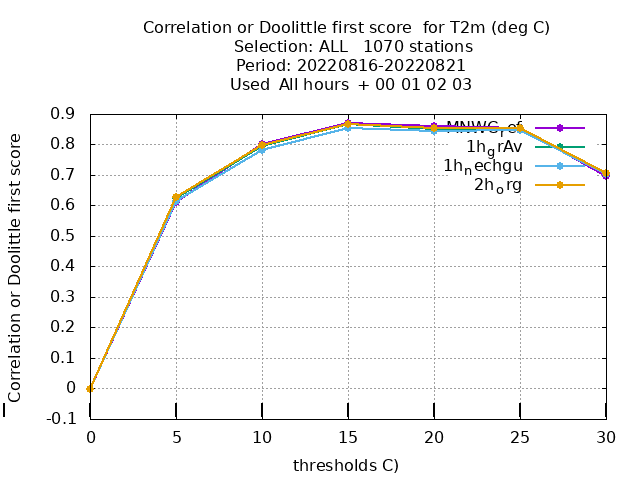 Correlation or Doolittle first score  for T2m (deg C)
Selection: ALL   1070 stations
Period: 20220816-20220821
Used  All hours  + 00 01 02 03
Correlation or Doolittle first score
0.9
0.8
0.7
0.6
0.5
0.4
0.3
0.2
0.1
0
-0.1
MNWG_ref
1h_grAv
1h_nechgu
2h_org
0 5 10 15 20 25 30
thresholds C)